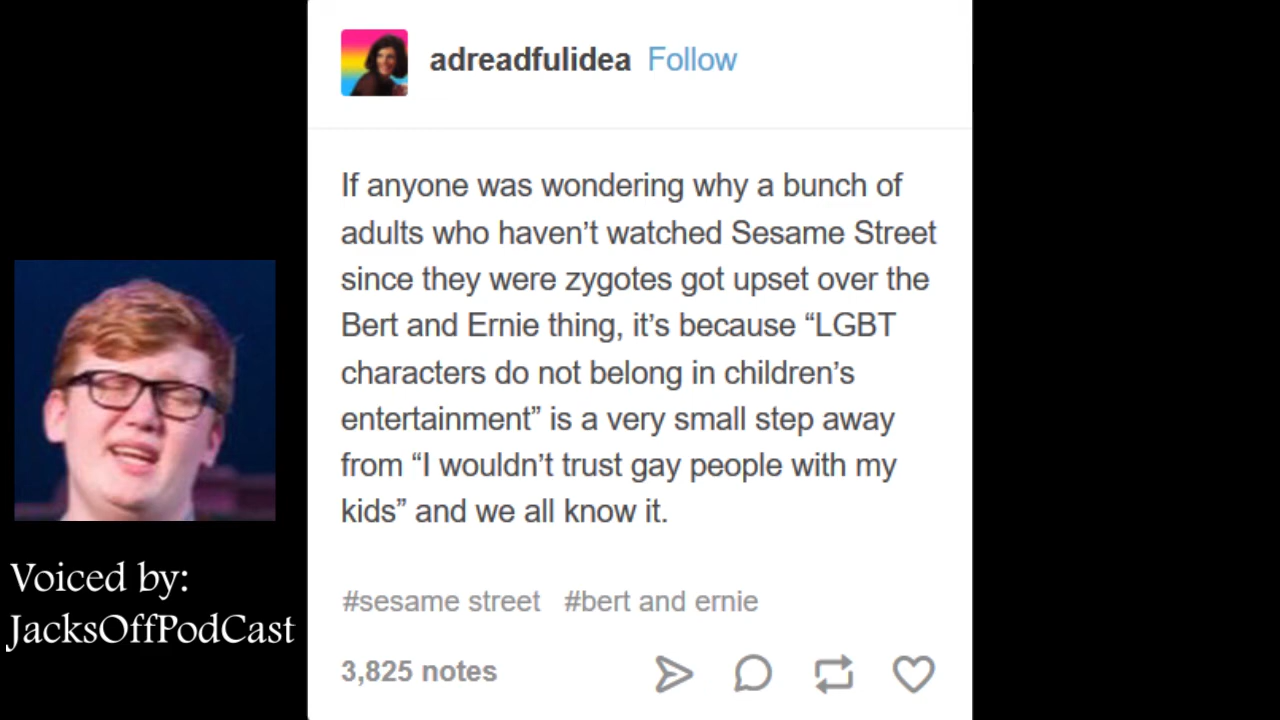 adreadfulidea Follow
If anyone was wondering why a bunch of
adults who haven’t watched Sesame Street
since they were zygotes got upset over the
Bert and Ernie thing, it’s because “LGBT
characters do not belong in children’s
entertainment” is a very small step away
from “I wouldn’t trust gay people with my
kids” and we all know it.
#sesame street #bert and ernie
3,825 notes
Voiced by:
JacksOffPodCast